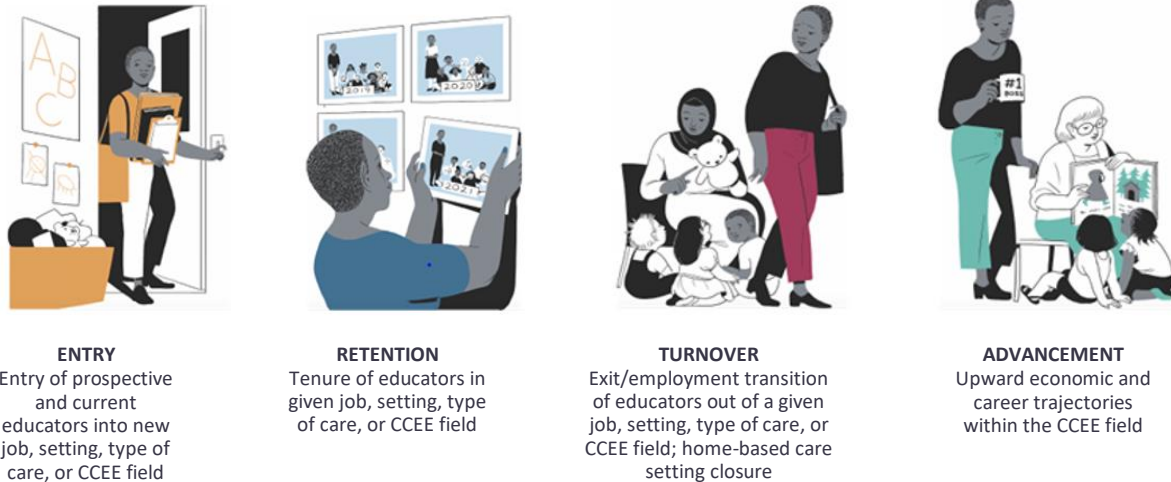 A
B
C
2019
2020
2021
#1
BOSS
ENTRY
Entry of prospective
and current
educators into new
job, setting, type of
care, or CCEE field
RETENTION
Tenure of educators in
given job, setting, type
of care, or CCEE field
TURNOVER
Exit/employment transition
of educators out of a given
job, setting, type of care, or
CCEE field; home-based care
setting closure
ADVANCEMENT
Upward economic and
career trajectories
within the CCEE field